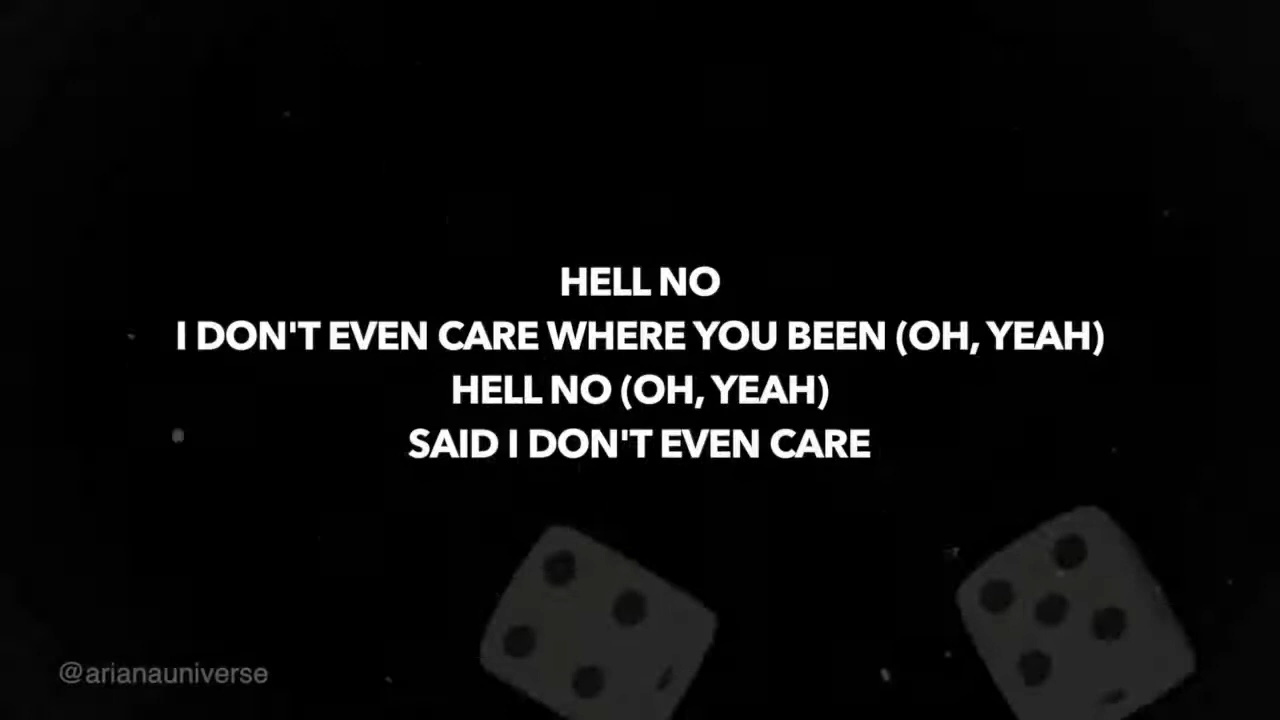 HELL NO
I DON'T EVEN CARE WHERE YOU BEEN (OH, YEAH)
HELL NO (OH, YEAH)
SAID I DON'T EVEN CARE
@arianauniverse